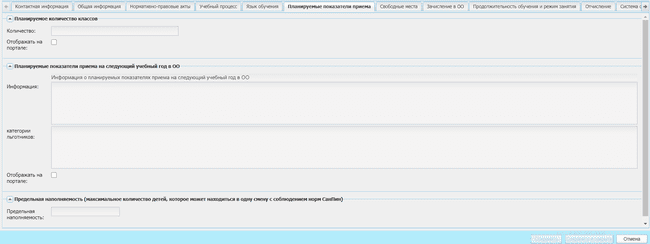 Контактная информация Общая информация Нормативно-правовые акты Учебный процесс Язык обучения Планируемые показатели приема Свободные места Зачисление в ОО Продолжительность обучения и режим занятия Отчисление Система о
Планируемое количество классов
Количество:
Отображать на
портале:
Планируемые показатели приема на следующий учебный год в ОО
Информация о планируемых показателях приема на следующий учебный год в ОО
Информация:
категории
льготников:
Отображать на
портале:
Предельная наполняемость (максимальное количество детей, которое может находиться в одну смену с соблюдением норм СанПин)
Предельная
наполняемость:
Сохранить Отмена